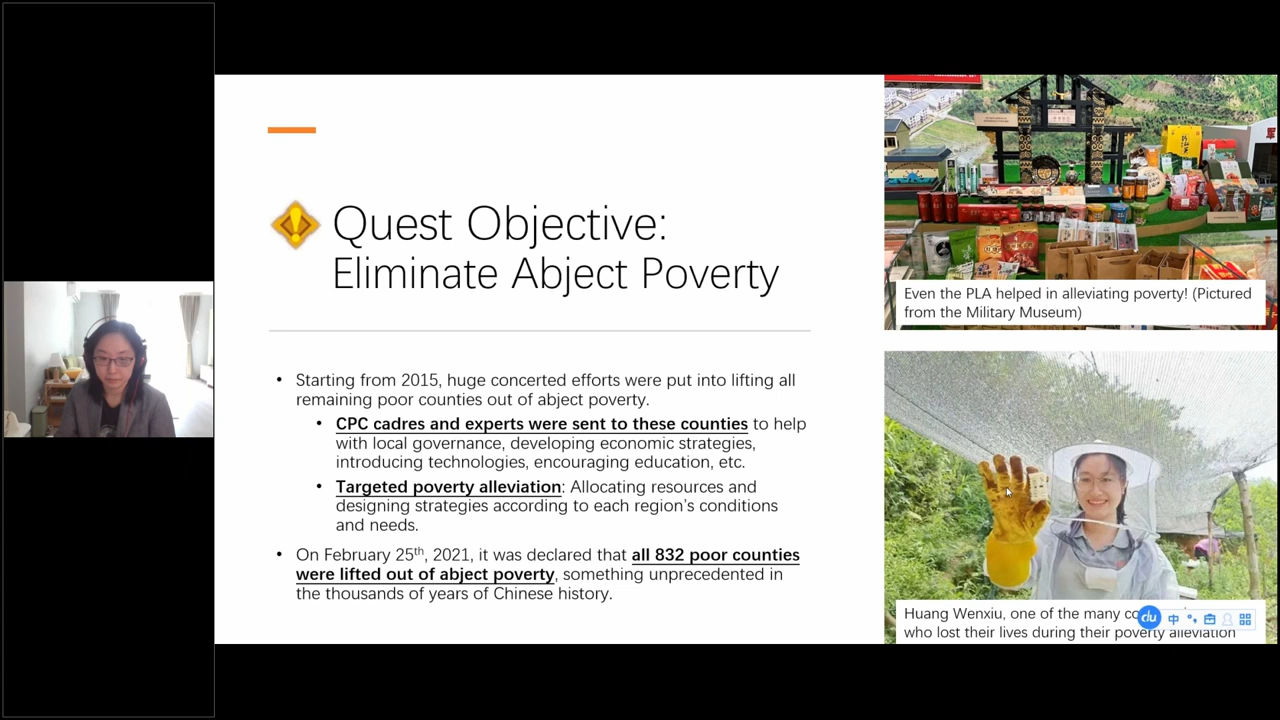 Quest Objective:
Eliminate Abject Poverty
• Starting from 2015, huge concerted efforts were put into lifting all
remaining poor counties out of abject poverty.
• CPC cadres and experts were sent to these counties to help
with local governance, developing economic strategies,
introducing technologies, encouraging education, etc.
• Targeted poverty alleviation: Allocating resources and
designing strategies according to each region's conditions
and needs.
• On February 25th, 2021, it was declared that all 832 poor counties
were lifted out of abject poverty, something unprecedented in
the thousands of years of Chinese history.
Even the PLA helped in alleviating poverty! (Pictured
from the Military Museum)
Huang Wenxiu, one of the many
who lost their lives during their poverty alleviation
du 中